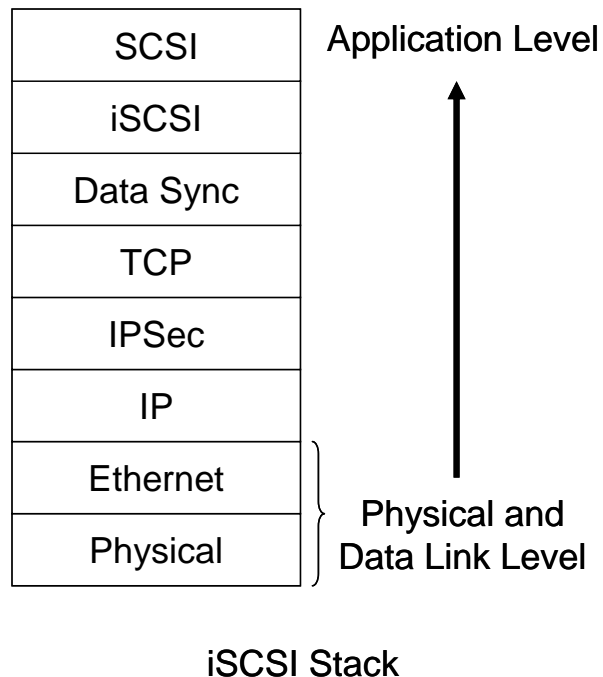 SCSI
Application Level
iSCSI
Data Sync
TCP
IPSec
IP
Ethernet
Physical
Physical and
Data Link Level
iSCSI Stack